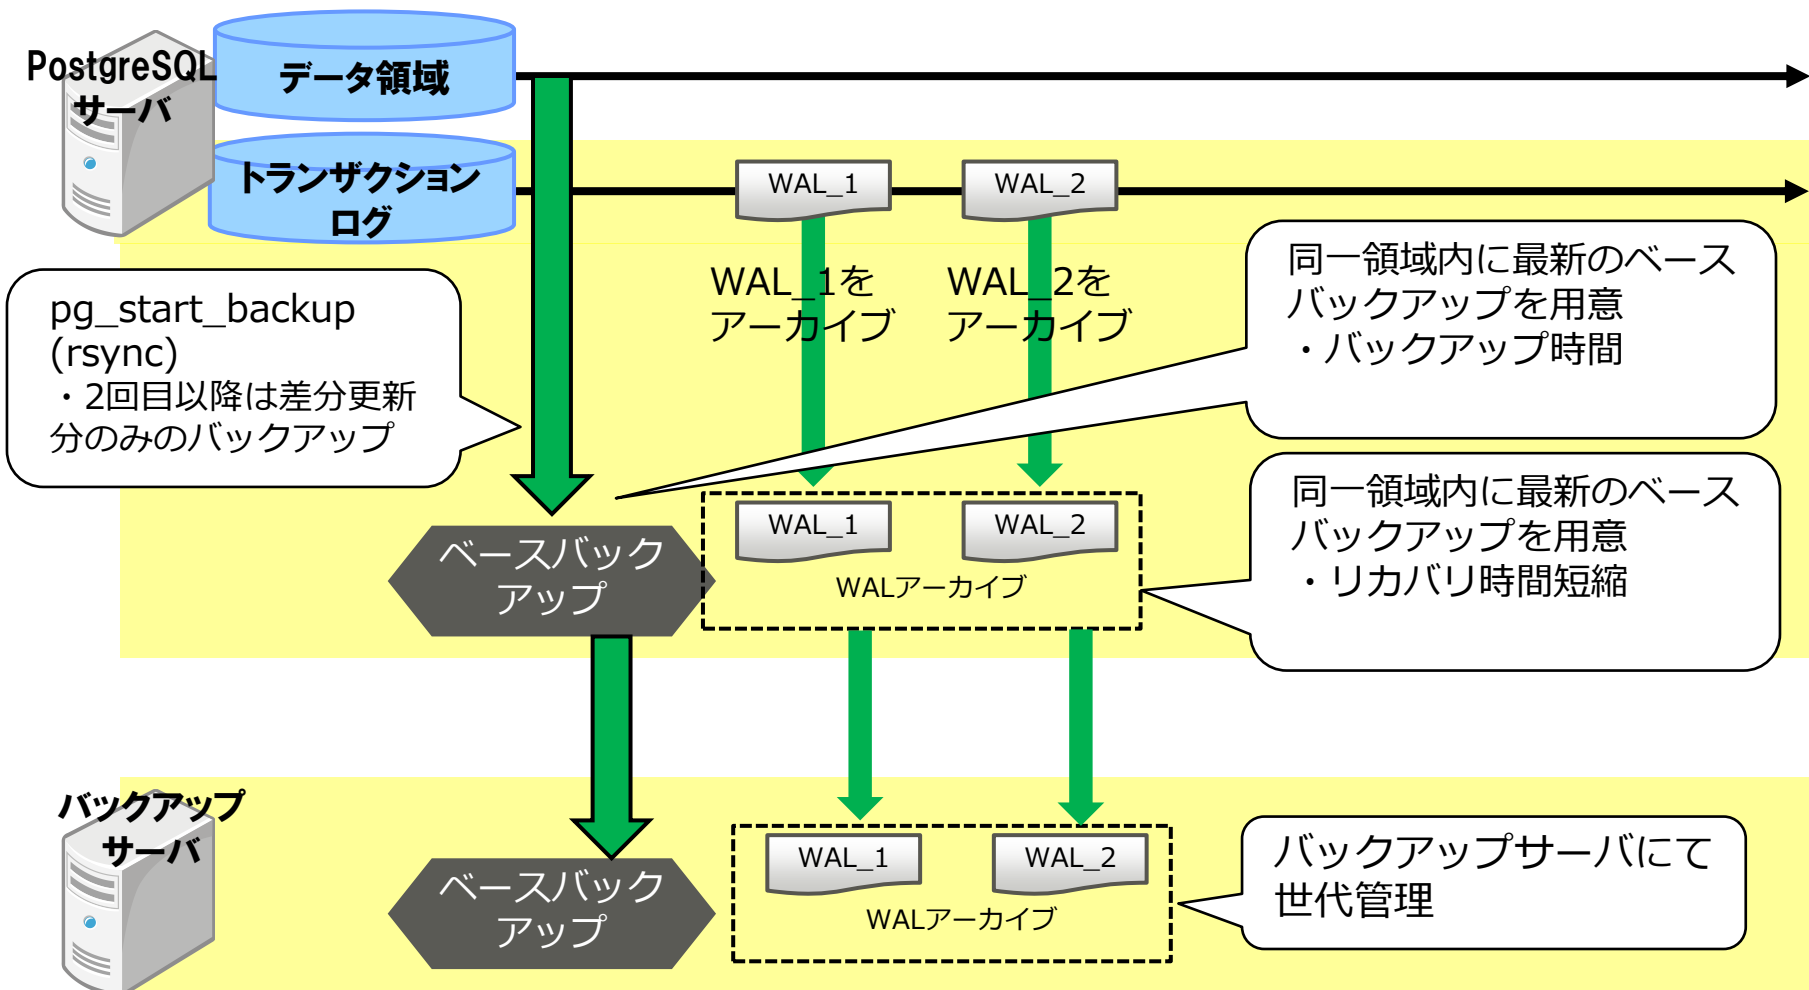 PostgreSQL
サーバ
データ領域
トランザクション
ログ
WAL_1
WAL_2
WAL_1を
アーカイブ
WAL_2を
アーカイブ
同一領域内に最新のベース
バックアップを用意
・バックアップ時間
pg_start_backup
(rsync)
・2回目以降は差分更新
分のみのバックアップ
同一領域内に最新のベース
バックアップを用意
・リカバリ時間短縮
ベースバック
アップ
WAL_1
WAL_2
WALアーカイブ
バックアップ
サーバ
ベースバック
アップ
WAL_1
WAL_2
WALアーカイブ
バックアップサーバにて
世代管理